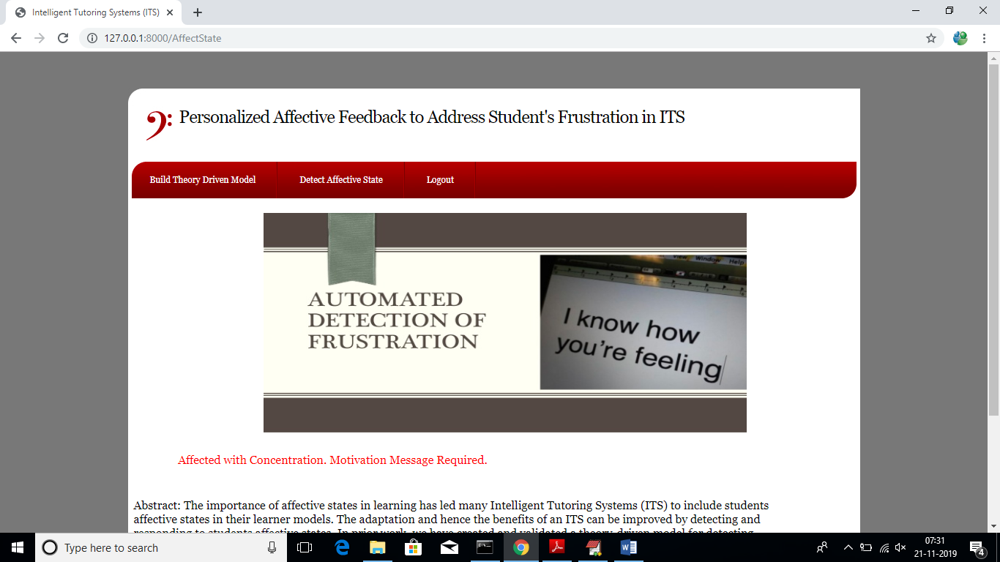 Intelligent Tutoring Systems (ITS)
127.0.0.1:8000/AffectState
Personalized Affective Feedback to Address Student's Frustration in ITS
Build Theory Driven Model
Detect Affective State
Logout
AUTOMATED
DETECTION OF
FRUSTRATION
View Window Help
I know how
you're feeling
Affected with Concentration. Motivation Message Required.
Abstract: The importance of affective states in learning has led many Intelligent Tutoring Systems (ITS) to include students
affective states in their learner models. The adaptation and hence the benefits of an ITS can be improved by detecting and
responding to students affective states. In prior work, we have created and validated a theory-driven model for detecting
Type here to search
07:31
21-11-2019
4